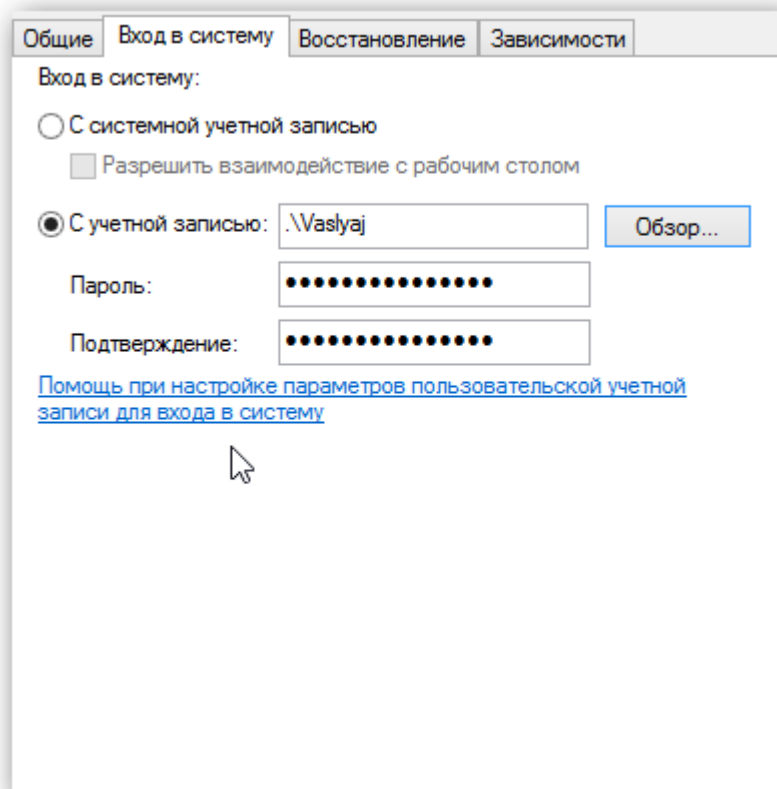 Общие Вход в систему Восстановление Зависимости
Вход в систему:
С системной учетной записью
Разрешить взаимодействие с рабочим столом
С учетной записью: .\Vaslyaj Обзор...
Пароль: ●●●●●●●●●●●●●●●
Подтверждение: ●●●●●●●●●●●●●●●
Помощь при настройке параметров пользовательской учетной
записи для входа в систему